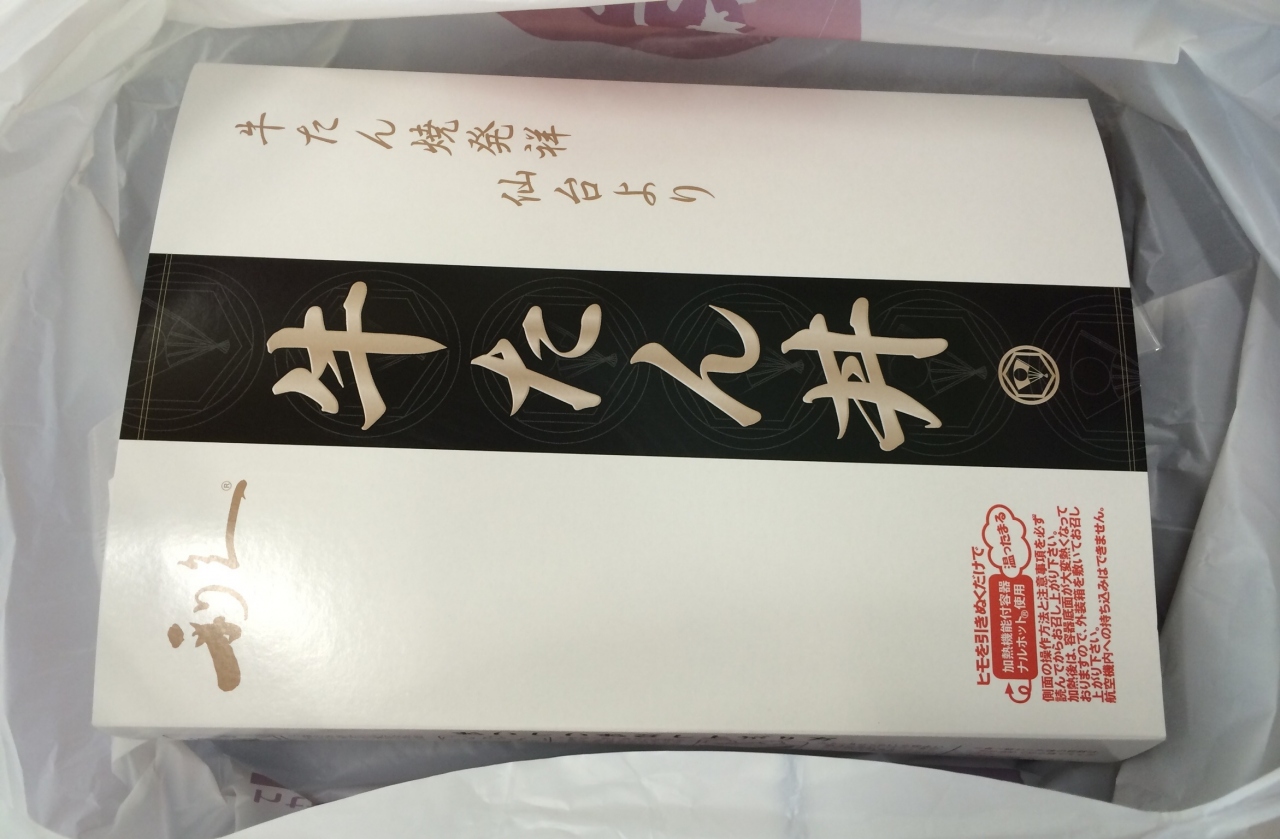 牛たん焼発祥
仙台より
牛たん丼
利久
®
ヒモを引きぬくだけで
加熱機能付容器
ナルホット®使用
温ったまる
側面の操作方法と注意事項を必ず
読んでからお召し上がり下さい。
加熱後は、容器底面が大変熱くなって
おりますので、外装箱を敷いてお召し
上がり下さい。
航空機内への持ち込みはできません。